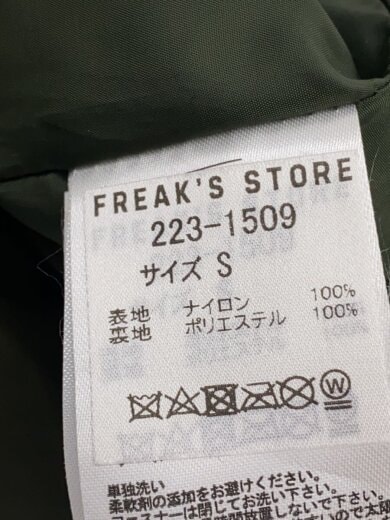 FREAK'S STORE
223-1509
サイズ S
表地 ナイロン 100%
裏地 ポリエステル 100%
W
単独洗い
柔軟剤の添加をお避けください。
ファスナーは閉じてお洗い下さい。